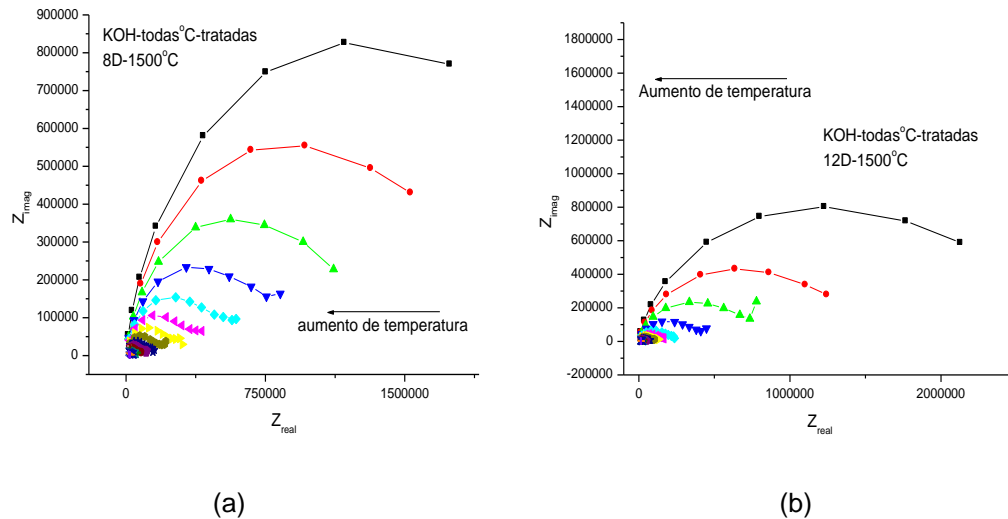 KOH-todas°C-tratadas
8D-1500°C
900000
800000
700000
600000
500000
400000
300000
200000
100000
0
Z_imag
0
750000
1500000
Z_real
aumento de temperatura
(a)
Aumento de temperatura
KOH-todas°C-tratadas
12D-1500°C
1800000
1600000
1400000
1200000
1000000
800000
600000
400000
200000
0
-200000
Z_imag
0
1000000
2000000
Z_real
(b)